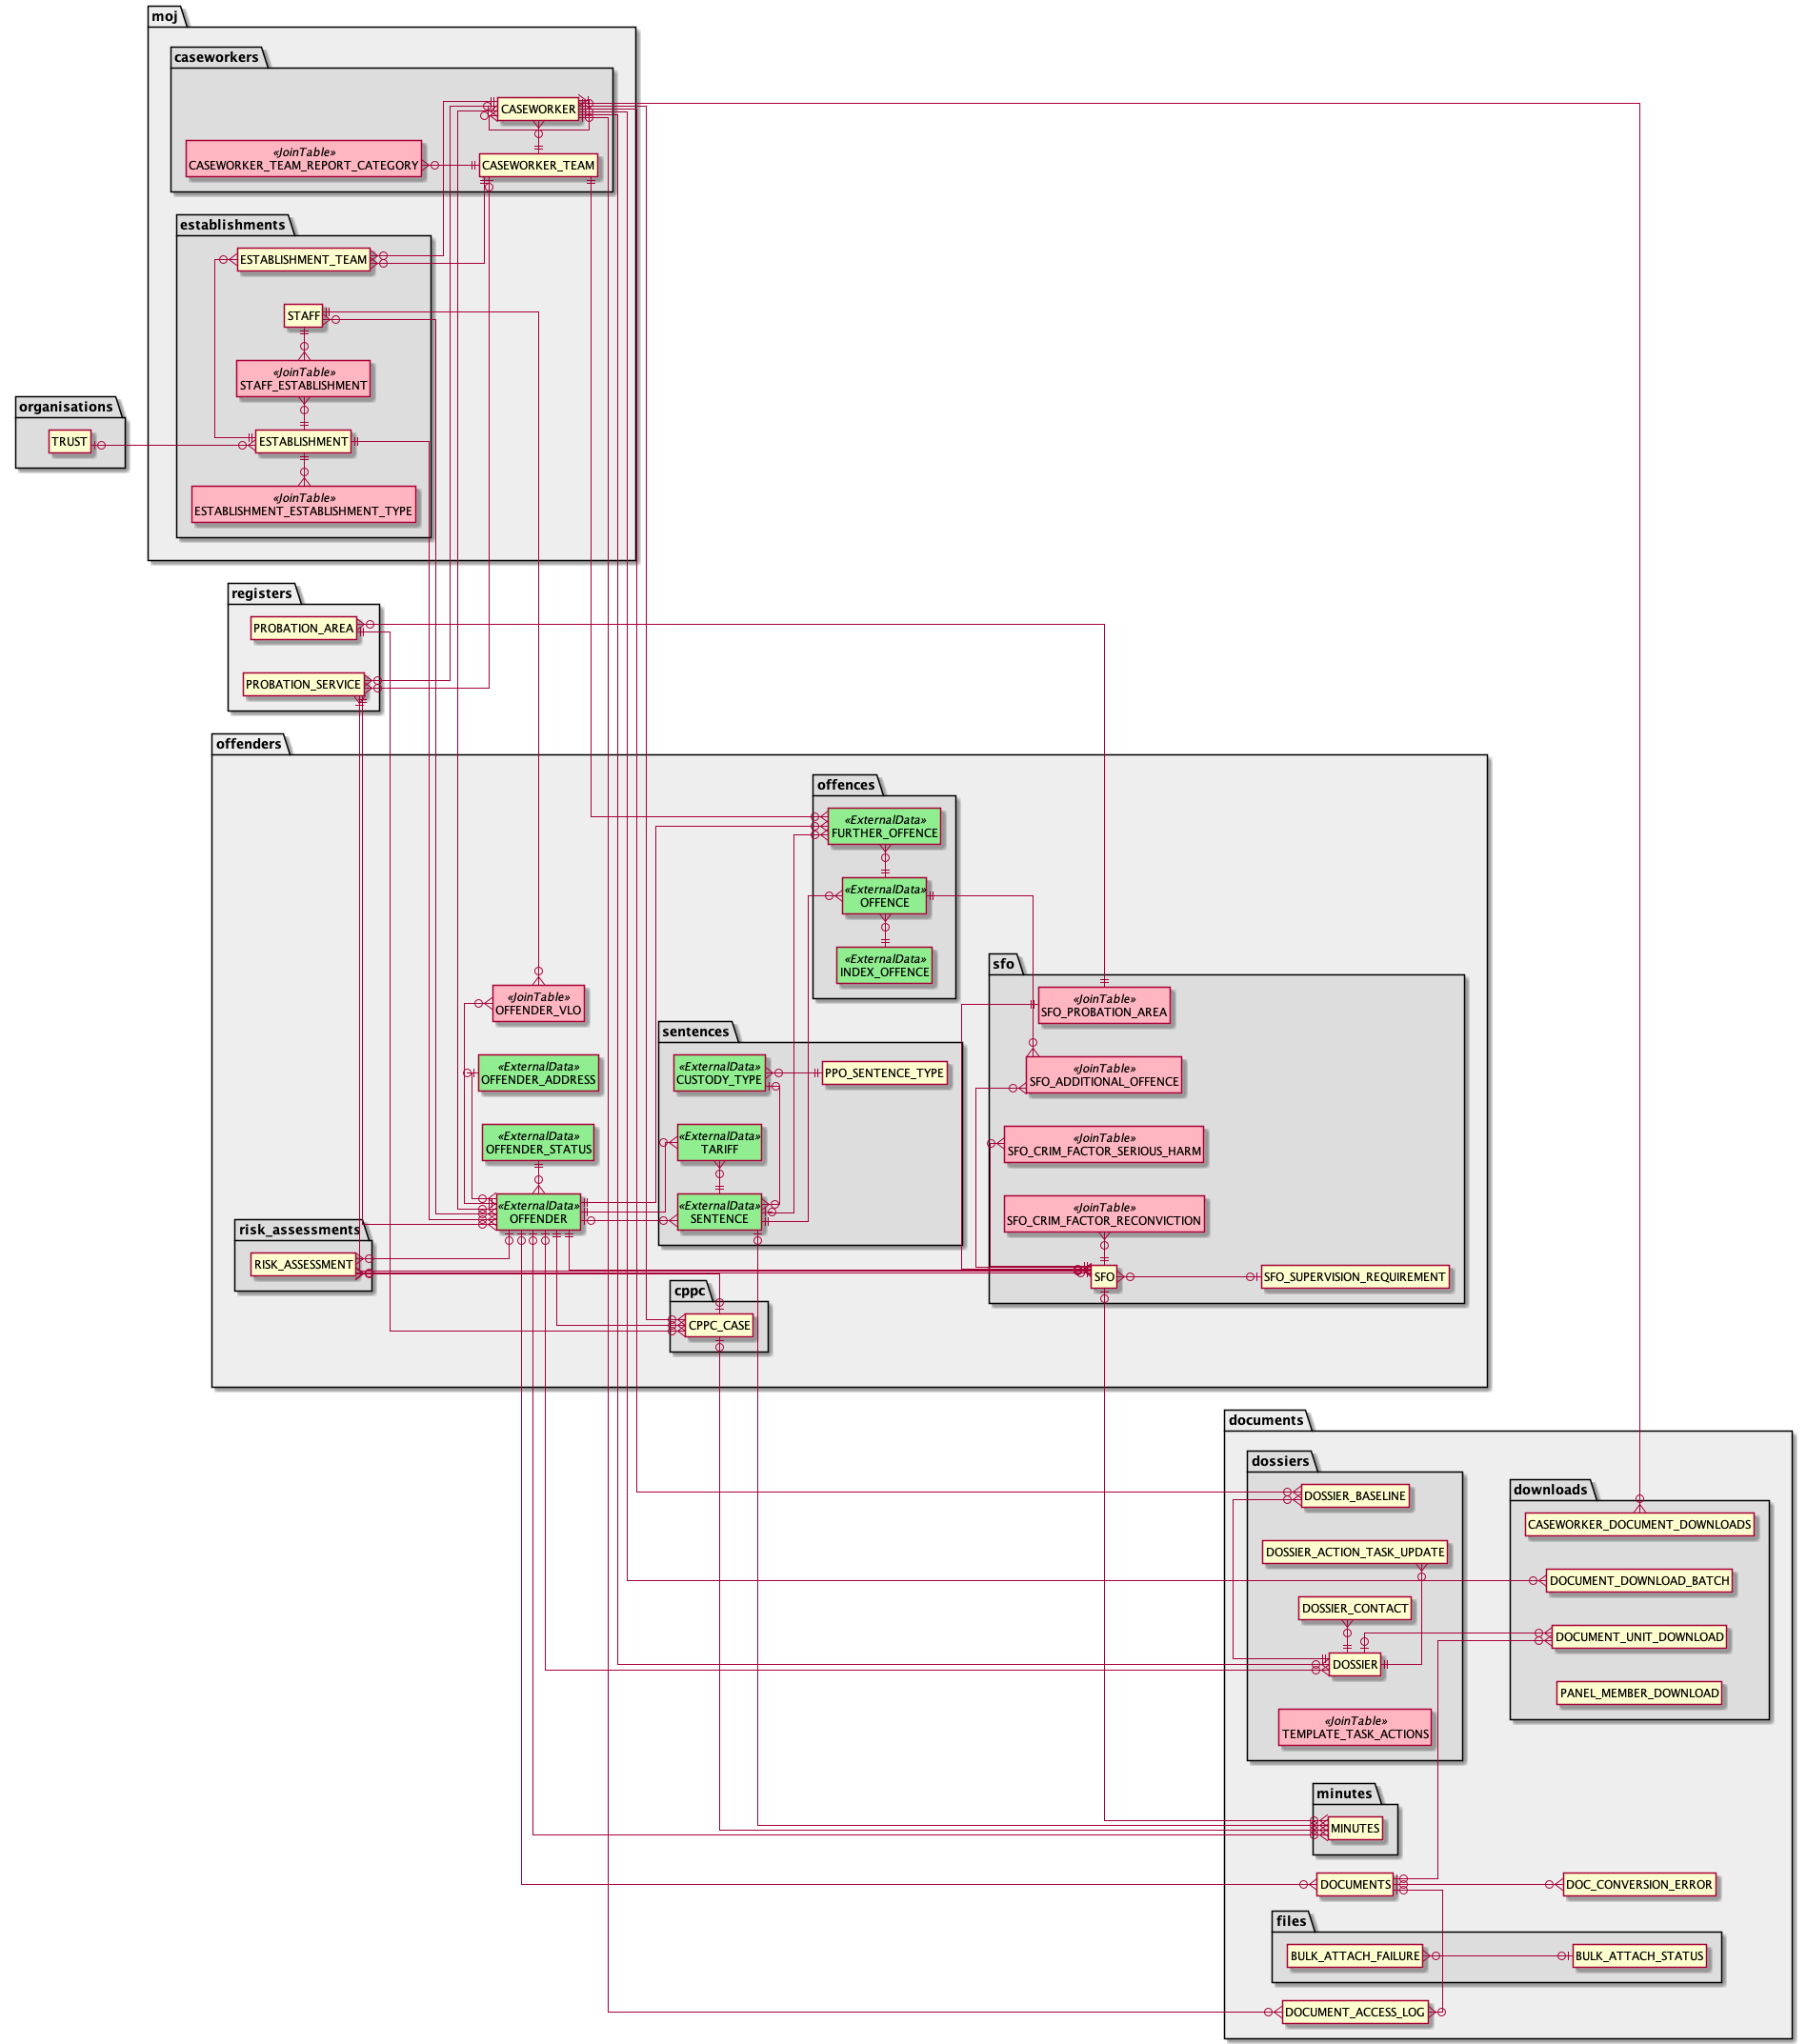 moj
caseworkers
CASEWORKER
«JoinTable»
CASEWORKER_TEAM_REPORT_CATEGORY
CASEWORKER_TEAM
establishments
ESTABLISHMENT_TEAM
STAFF
«JoinTable»
STAFF_ESTABLISHMENT
organisations
TRUST
ESTABLISHMENT
«JoinTable»
ESTABLISHMENT_ESTABLISHMENT_TYPE
registers
PROBATION_AREA
PROBATION_SERVICE
offenders
offences
«ExternalData»
FURTHER_OFFENCE
«ExternalData»
OFFENCE
«ExternalData»
INDEX_OFFENCE
sfo
«JoinTable»
OFFENDER_VLO
«JoinTable»
SFO_PROBATION_AREA
sentences
«ExternalData»
OFFENDER_ADDRESS
«ExternalData»
CUSTODY_TYPE
PPO_SENTENCE_TYPE
«JoinTable»
SFO_ADDITIONAL_OFFENCE
«ExternalData»
OFFENDER_STATUS
«ExternalData»
TARIFF
«JoinTable»
SFO_CRIM_FACTOR_SERIOUS_HARM
«ExternalData»
OFFENDER
«ExternalData»
SENTENCE
«JoinTable»
SFO_CRIM_FACTOR_RECONVICTION
risk_assessments
RISK_ASSESSMENT
SFO
SFO_SUPERVISION_REQUIREMENT
cppc
CPPC_CASE
documents
dossiers
DOSSIER_BASELINE
downloads
CASEWORKER_DOCUMENT_DOWNLOADS
DOSSIER_ACTION_TASK_UPDATE
DOCUMENT_DOWNLOAD_BATCH
DOSSIER_CONTACT
DOCUMENT_UNIT_DOWNLOAD
DOSSIER
PANEL_MEMBER_DOWNLOAD
«JoinTable»
TEMPLATE_TASK_ACTIONS
minutes
MINUTES
DOCUMENTS
DOC_CONVERSION_ERROR
files
BULK_ATTACH_FAILURE
BULK_ATTACH_STATUS
DOCUMENT_ACCESS_LOG